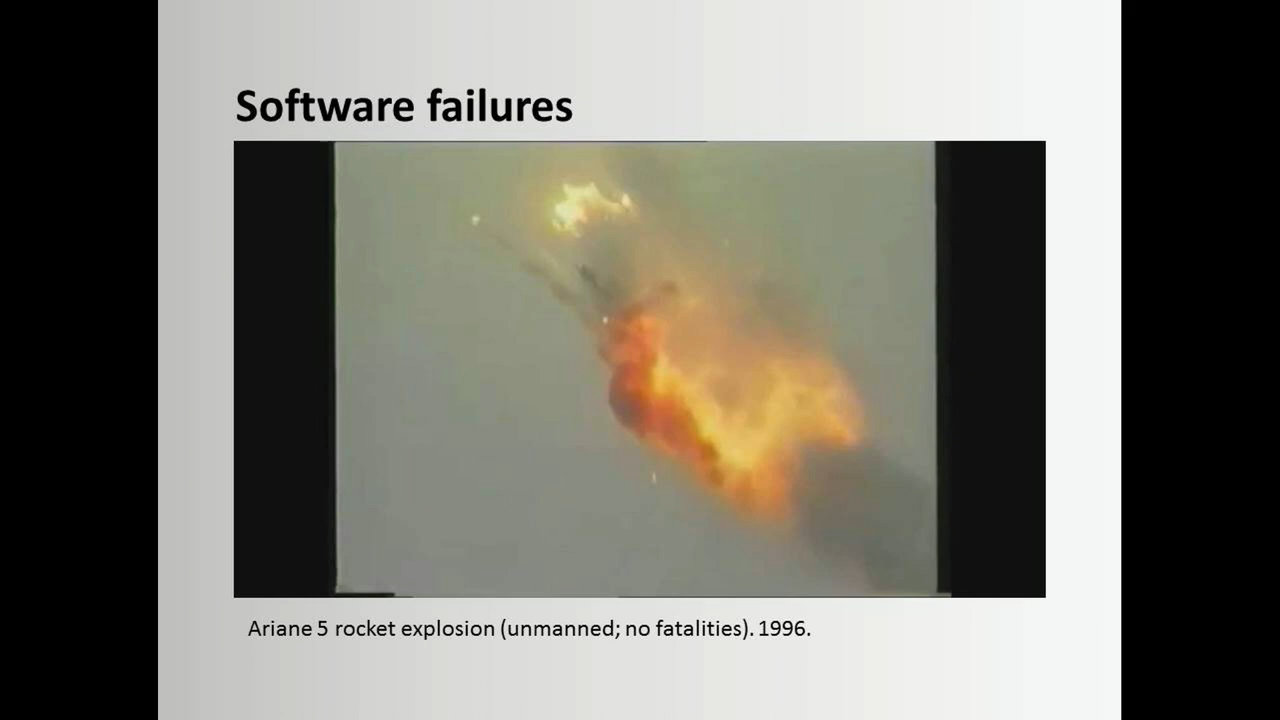 Software failures
Ariane 5 rocket explosion (unmanned; no fatalities). 1996.